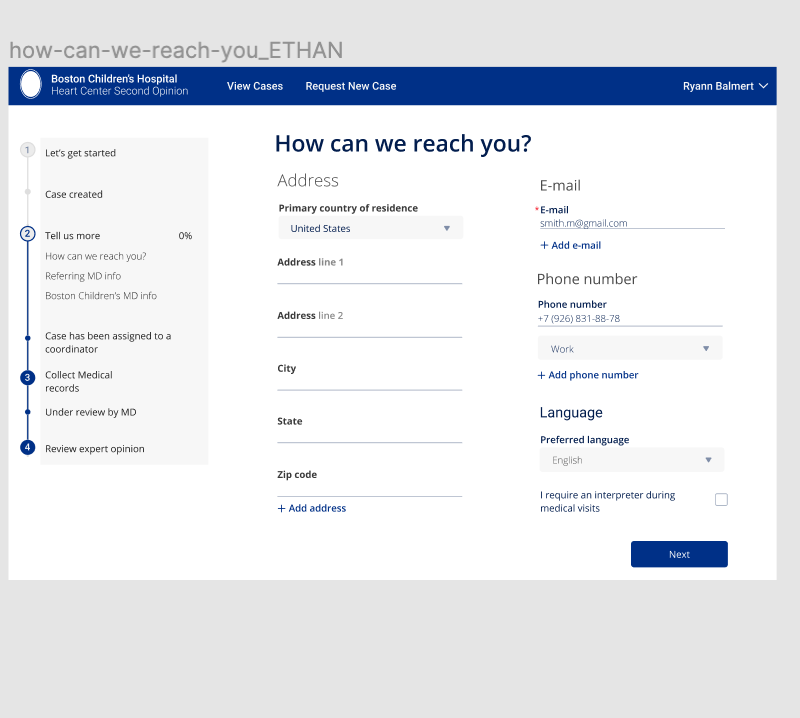 how-can-we-reach-you_ETHAN
Boston Children's Hospital
Heart Center Second Opinion
View Cases
Request New Case
Ryann Balmert
1
Let's get started
Case created
2
Tell us more
0%
How can we reach you?
Referring MD info
Boston Children's MD info
Case has been assigned to a
coordinator
3
Collect Medical
records
Under review by MD
4
Review expert opinion
How can we reach you?
Address
Primary country of residence
United States
Address line 1
Address line 2
City
State
Zip code
+ Add address
E-mail
*E-mail
smith.m@gmail.com
+ Add e-mail
Phone number
Phone number
+7 (926) 831-88-78
Work
+ Add phone number
Language
Preferred language
English
I require an interpreter during
medical visits
Next